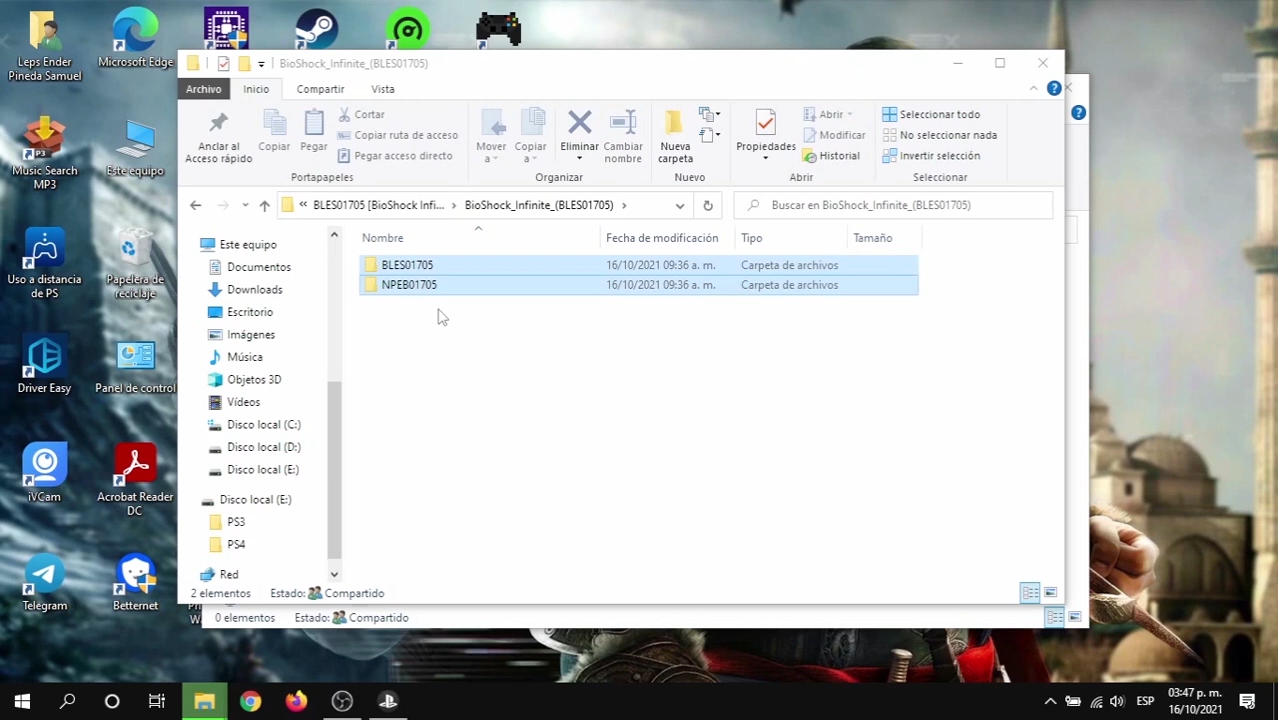 Leps Ender
Pineda Samuel
Microsoft Edge
Music Search
MP3
Este equipo
Uso a distancia
de PS
Papelera de
reciclaje
Driver Easy
Panel de control
iVCam
Acrobat Reader
DC
Telegram
Betternet
BioShock_Infinite_(BLES01705)
Archivo
Inicio
Compartir
Vista
Anclar al
Acceso rápido
Copiar
Pegar
Cortar
Copiar ruta de acceso
Pegar acceso directo
Portapapeles
Mover
a
Copiar
a
Eliminar
Cambiar
nombre
Organizar
Nueva
carpeta
Nuevo
Propiedades
Abrir
Modificar
Historial
Abrir
Seleccionar todo
No seleccionar nada
Invertir selección
Seleccionar
« BLES01705 [BioShock Infi... › BioShock_Infinite_(BLES01705) ›
Buscar en BioShock_Infinite_(BLES01705)
Nombre
Fecha de modificación
Tipo
Tamaño
BLES01705 16/10/2021 09:36 a. m. Carpeta de archivos
NPEB01705 16/10/2021 09:36 a. m. Carpeta de archivos
Este equipo
Documentos
Downloads
Escritorio
Imágenes
Música
Objetos 3D
Vídeos
Disco local (C:)
Disco local (D:)
Disco local (E:)
Disco local (E:)
PS3
PS4
Red
2 elementos
Estado: Compartido
0 elementos
Estado: Compartido
ESP
03:47 p. m.
16/10/2021